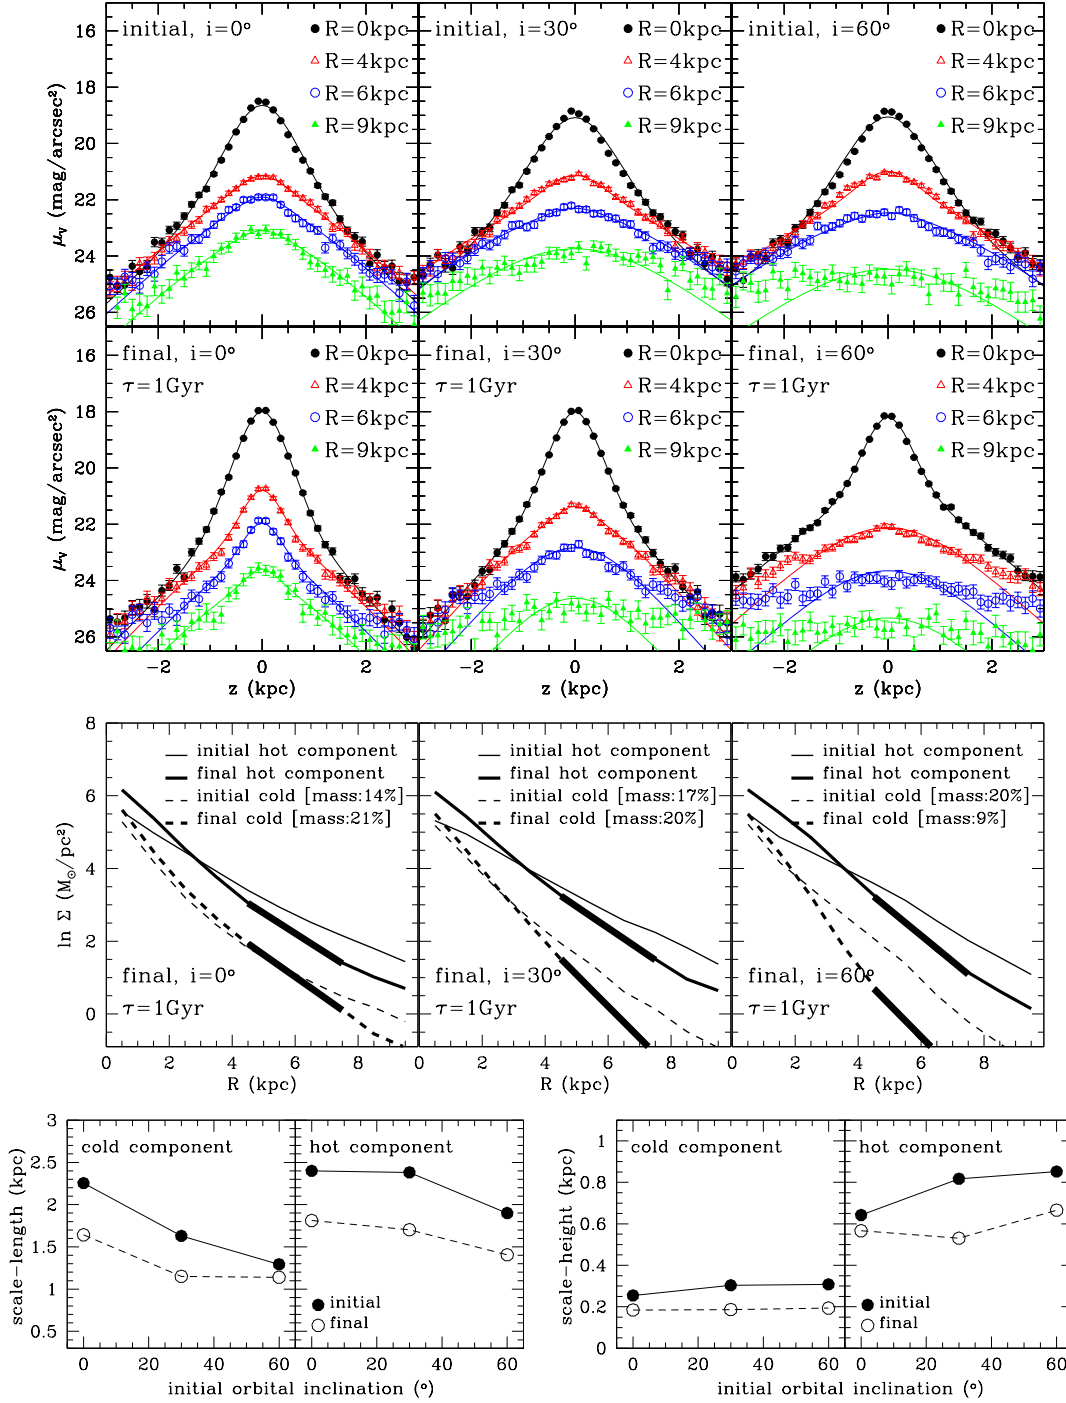 initial, i=0° R=0kpc R=4kpc R=6kpc R=9kpc
initial, i=30° R=0kpc R=4kpc R=6kpc R=9kpc
initial, i=60° R=0kpc R=4kpc R=6kpc R=9kpc
16 18 20 22 24 26
μv (mag/arcsec²)
final, i=0° τ=1Gyr R=0kpc R=4kpc R=6kpc R=9kpc
final, i=30° τ=1Gyr R=0kpc R=4kpc R=6kpc R=9kpc
final, i=60° τ=1Gyr R=0kpc R=4kpc R=6kpc R=9kpc
16 18 20 22 24 26
μv (mag/arcsec²)
−2 0 2 −2 0 2 −2 0 2
z (kpc) z (kpc) z (kpc)
8 6 4 2 0
ln Σ (M☉/pc²)
initial hot component
final hot component
initial cold [mass:14%]
final cold [mass:21%]
final, i=0°
τ=1Gyr
initial hot component
final hot component
initial cold [mass:17%]
final cold [mass:20%]
final, i=30°
τ=1Gyr
initial hot component
final hot component
initial cold [mass:20%]
final cold [mass:9%]
final, i=60°
τ=1Gyr
0 2 4 6 8 0 2 4 6 8 0 2 4 6 8
R (kpc) R (kpc) R (kpc)
3 2.5 2 1.5 1 0.5
scale-length (kpc)
cold component
hot component
initial
final
0 20 40 60 0 20 40 60
initial orbital inclination (°)
1 0.8 0.6 0.4 0.2 0
scale-height (kpc)
cold component
hot component
initial
final
0 20 40 60 0 20 40 60
initial orbital inclination (°)